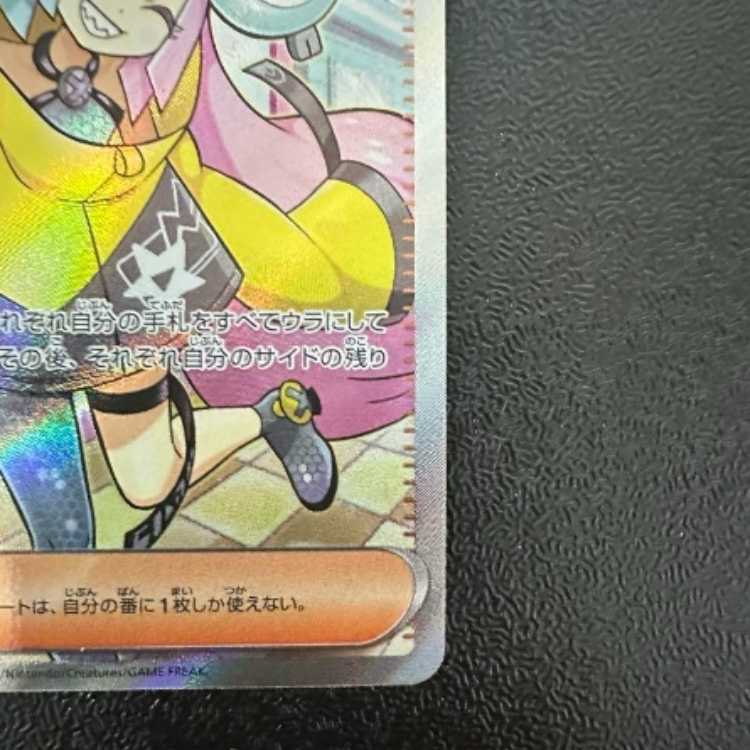 れぞれ自分の手札をすべてウラにして
その後、それぞれ自分のサイドの残り
ートは、自分の番に1枚しか使えない。
/Nintendo/Creatures/GAME FREAK.